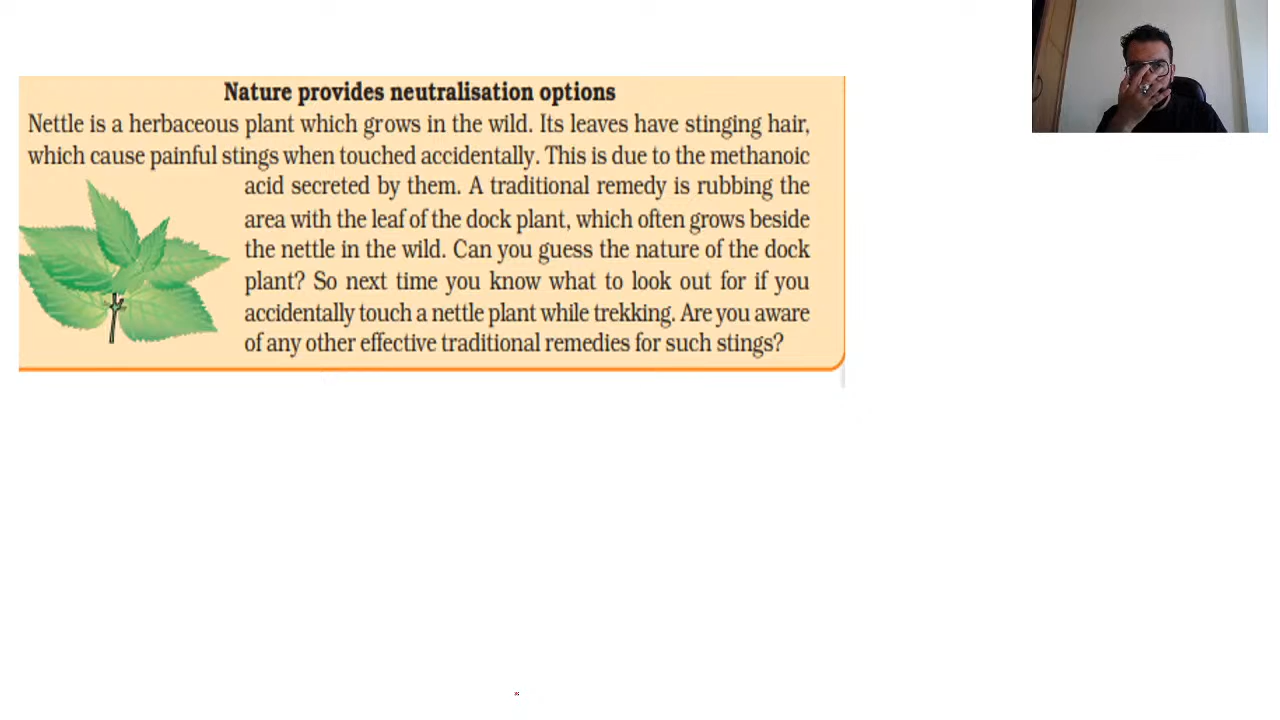 Nature provides neutralisation options
Nettle is a herbaceous plant which grows in the wild. Its leaves have stinging hair,
which cause painful stings when touched accidentally. This is due to the methanoic
acid secreted by them. A traditional remedy is rubbing the
area with the leaf of the dock plant, which often grows beside
the nettle in the wild. Can you guess the nature of the dock
plant? So next time you know what to look out for if you
accidentally touch a nettle plant while trekking. Are you aware
of any other effective traditional remedies for such stings?